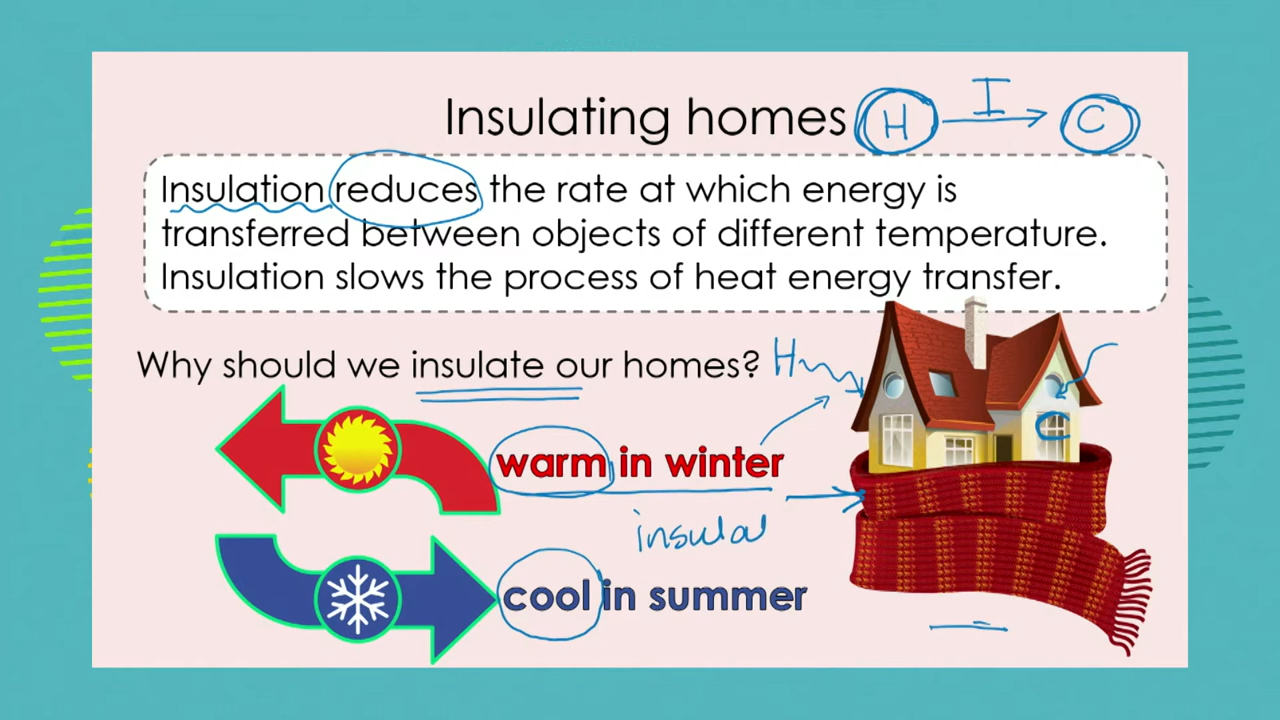 Insulating homes H I C
Insulation reduces the rate at which energy is
transferred between objects of different temperature.
Insulation slows the process of heat energy transfer.
Why should we insulate our homes? H
C
warm in winter
insulat
cool in summer